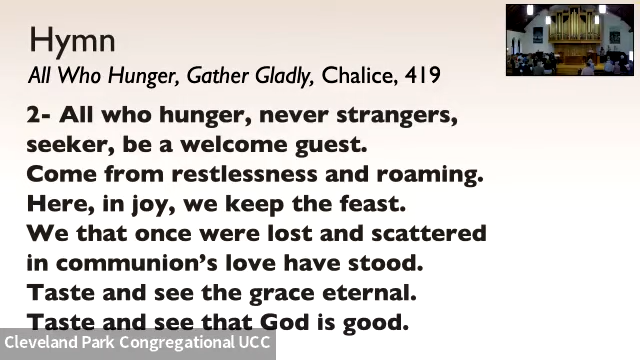 Hymn
All Who Hunger, Gather Gladly, Chalice, 419
2- All who hunger, never strangers,
seeker, be a welcome guest.
Come from restlessness and roaming.
Here, in joy, we keep the feast.
We that once were lost and scattered
in communion’s love have stood.
Taste and see the grace eternal.
Taste and see that God is good.
Cleveland Park Congregational UCC